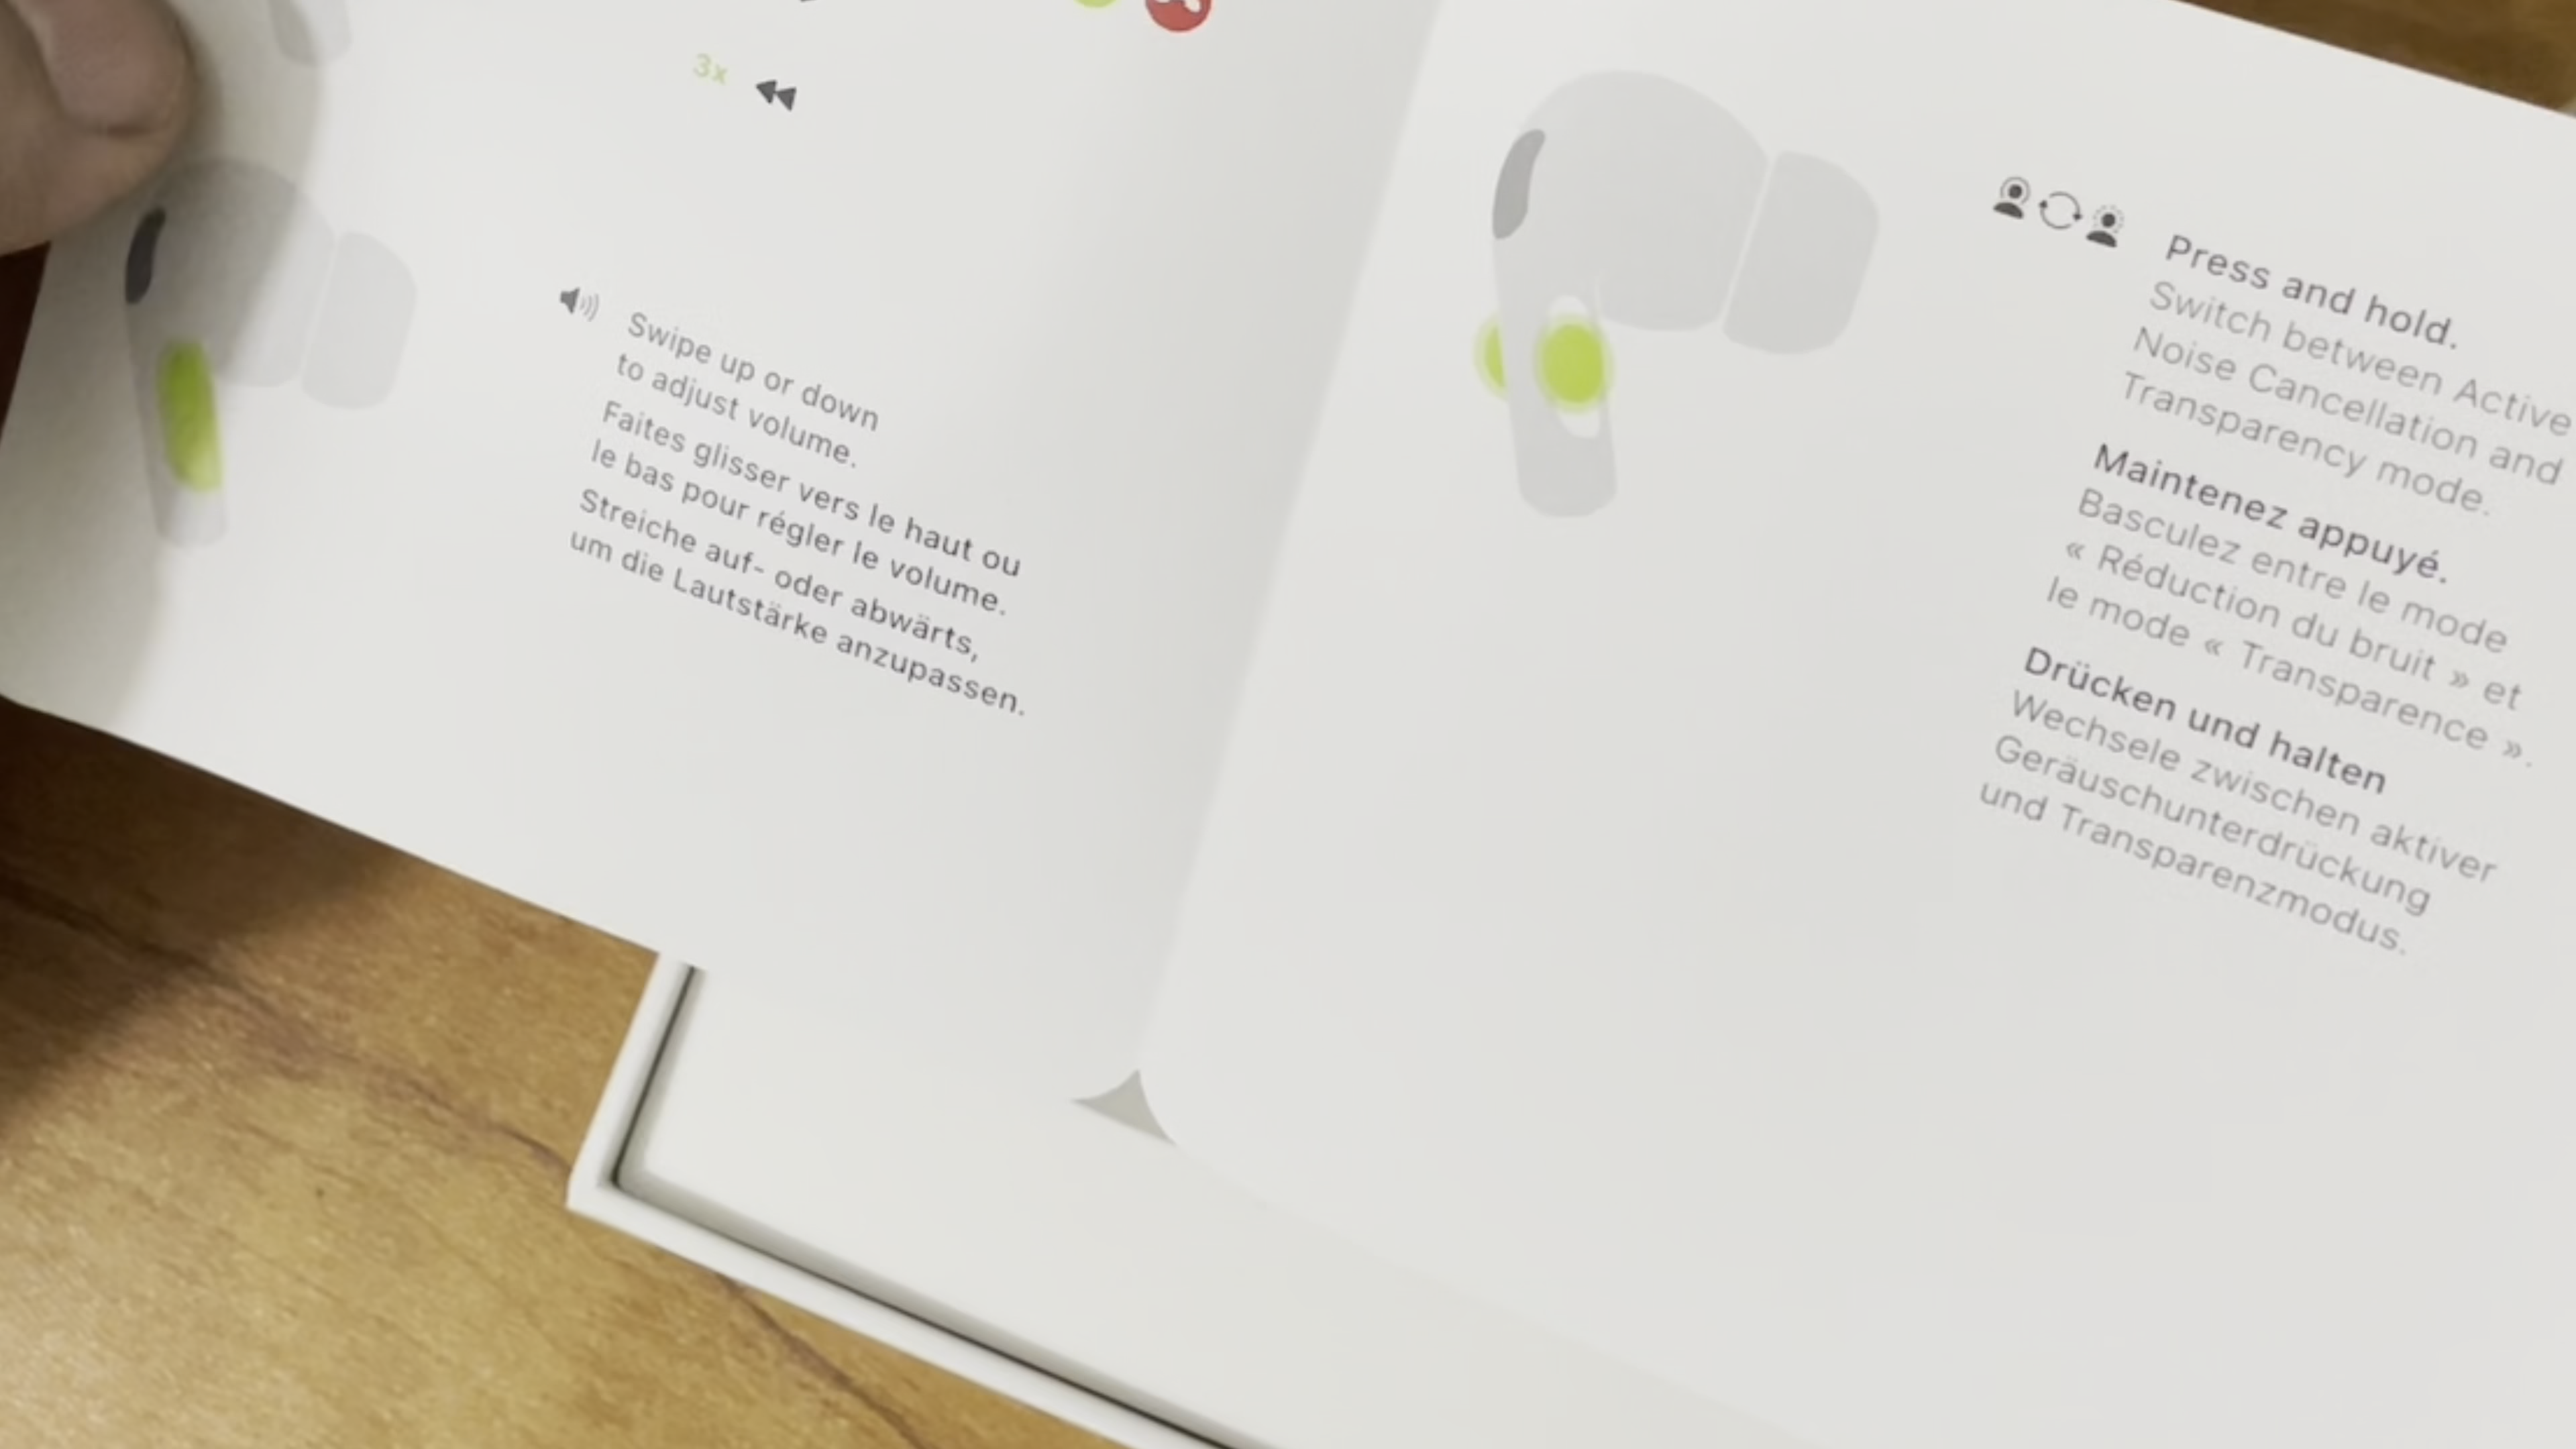 3x
Swipe up or down
to adjust volume.
Faites glisser vers le haut ou
le bas pour régler le volume.
Streiche auf- oder abwärts,
um die Lautstärke anzupassen.
Press and hold.
Switch between Active
Noise Cancellation and
Transparency mode.
Maintenez appuyé.
Basculez entre le mode
« Réduction du bruit » et
le mode « Transparence ».
Drücken und halten
Wechsele zwischen aktiver
Geräuschunterdrückung
und Transparenzmodus.